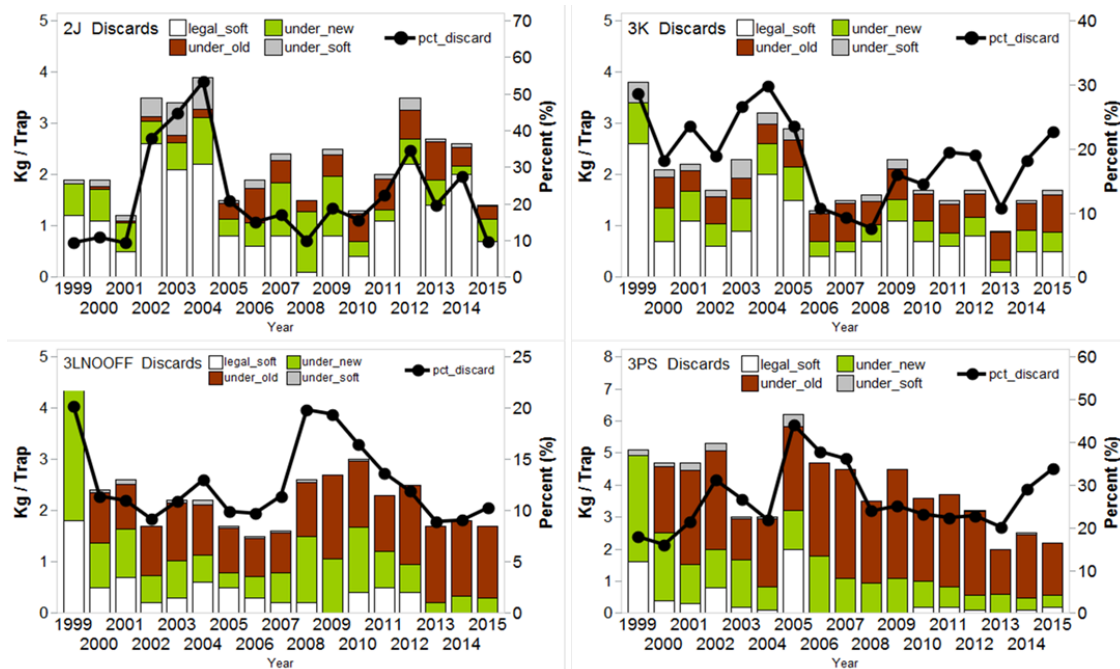 2J Discards
legal_soft under_new
under_old under_soft
pct_discard
Kg / Trap
5
4
3
2
1
0
Percent (%)
70
60
50
40
30
20
10
0
1999 2002 2003 2005 2007 2009 2011 2013 2015
2000 2002 2004 2006 2008 2010 2012 2014
Year
3K Discards
legal_soft under_new
under_old under_soft
pct_discard
Kg / Trap
5
4
3
2
1
0
Percent (%)
40
30
20
10
0
1999 2002 2003 2005 2007 2009 2011 2013 2015
2000 2002 2004 2006 2008 2010 2012 2014
Year
3LNOOFF Discards
legal_soft under_new
under_old under_soft
pct_discard
Kg / Trap
5
4
3
2
1
0
Percent (%)
25
20
15
10
5
0
1999 2001 2003 2005 2007 2009 2011 2013 2015
2000 2002 2004 2006 2008 2010 2012 2014
Year
3PS Discards
legal_soft under_new
under_old under_soft
pct_discard
Kg / Trap
8
7
6
5
4
3
2
1
0
Percent (%)
60
50
40
30
20
10
0
1999 2001 2003 2005 2007 2009 2011 2013 2015
2000 2002 2004 2006 2008 2010 2012 2014
Year